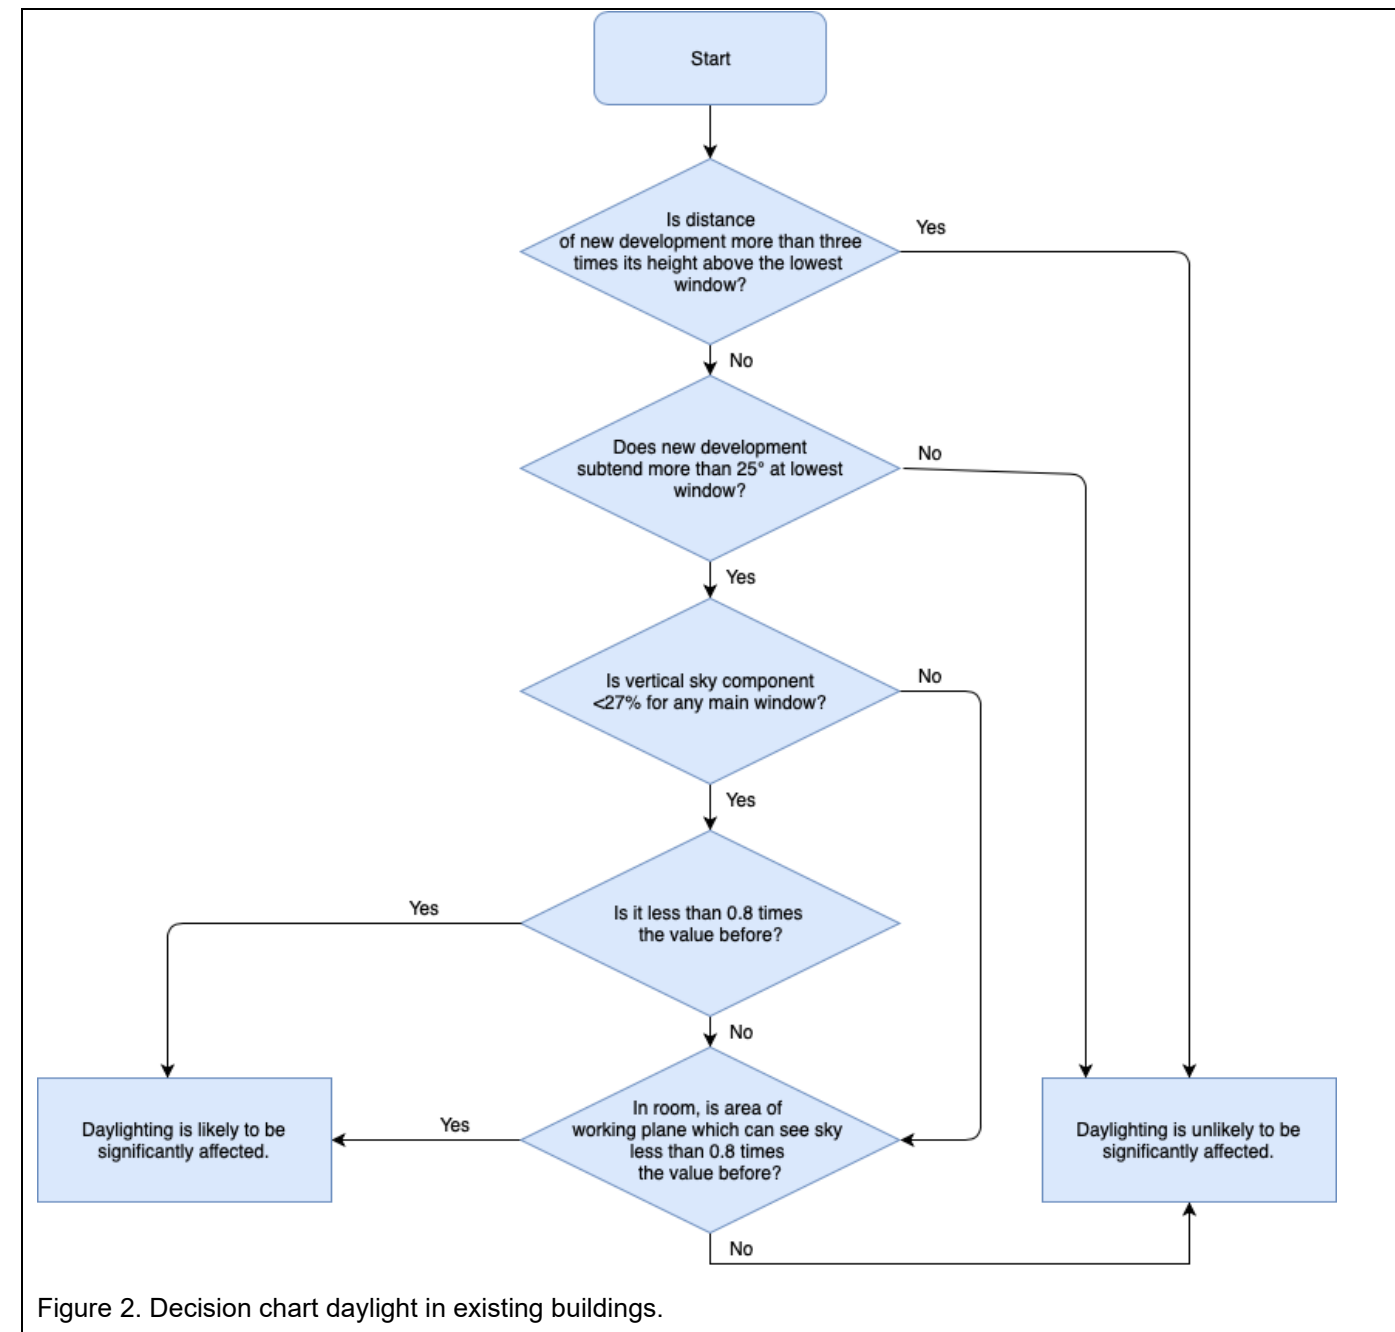 Start
Is distance
of new development more than three
times its height above the lowest
window?
Yes
No
Does new development
subtend more than 25° at lowest
window?
No
Yes
Is vertical sky component
<27% for any main window?
No
Yes
Is it less than 0.8 times
the value before?
Yes
No
In room, is area of
working plane which can see sky
less than 0.8 times
the value before?
Yes
No
Daylighting is likely to be
significantly affected.
Daylighting is unlikely to be
significantly affected.
Figure 2. Decision chart daylight in existing buildings.